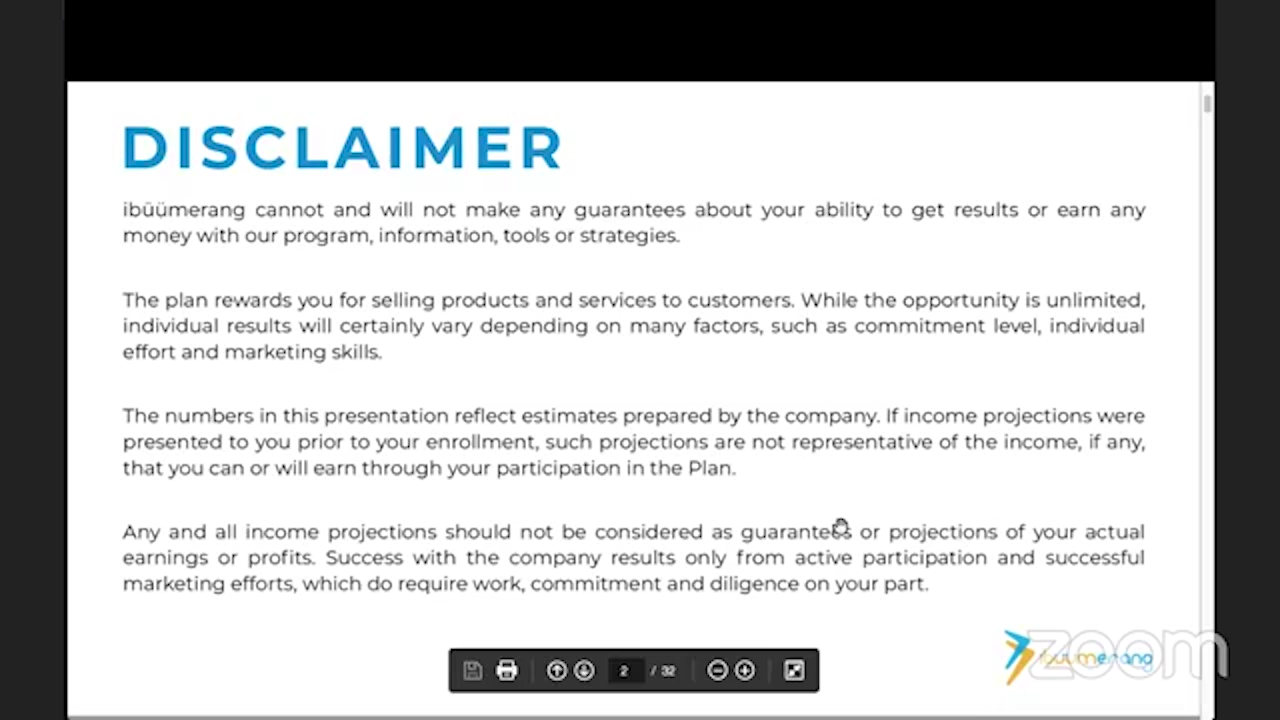 DISCLAIMER
ibüümerang cannot and will not make any guarantees about your ability to get results or earn any
money with our program, information, tools or strategies.
The plan rewards you for selling products and services to customers. While the opportunity is unlimited,
individual results will certainly vary depending on many factors, such as commitment level, individual
effort and marketing skills.
The numbers in this presentation reflect estimates prepared by the company. If income projections were
presented to you prior to your enrollment, such projections are not representative of the income, if any,
that you can or will earn through your participation in the Plan.
Any and all income projections should not be considered as guarantees or projections of your actual
earnings or profits. Success with the company results only from active participation and successful
marketing efforts, which do require work, commitment and diligence on your part.
ibüümerang
zoom
2 / 32